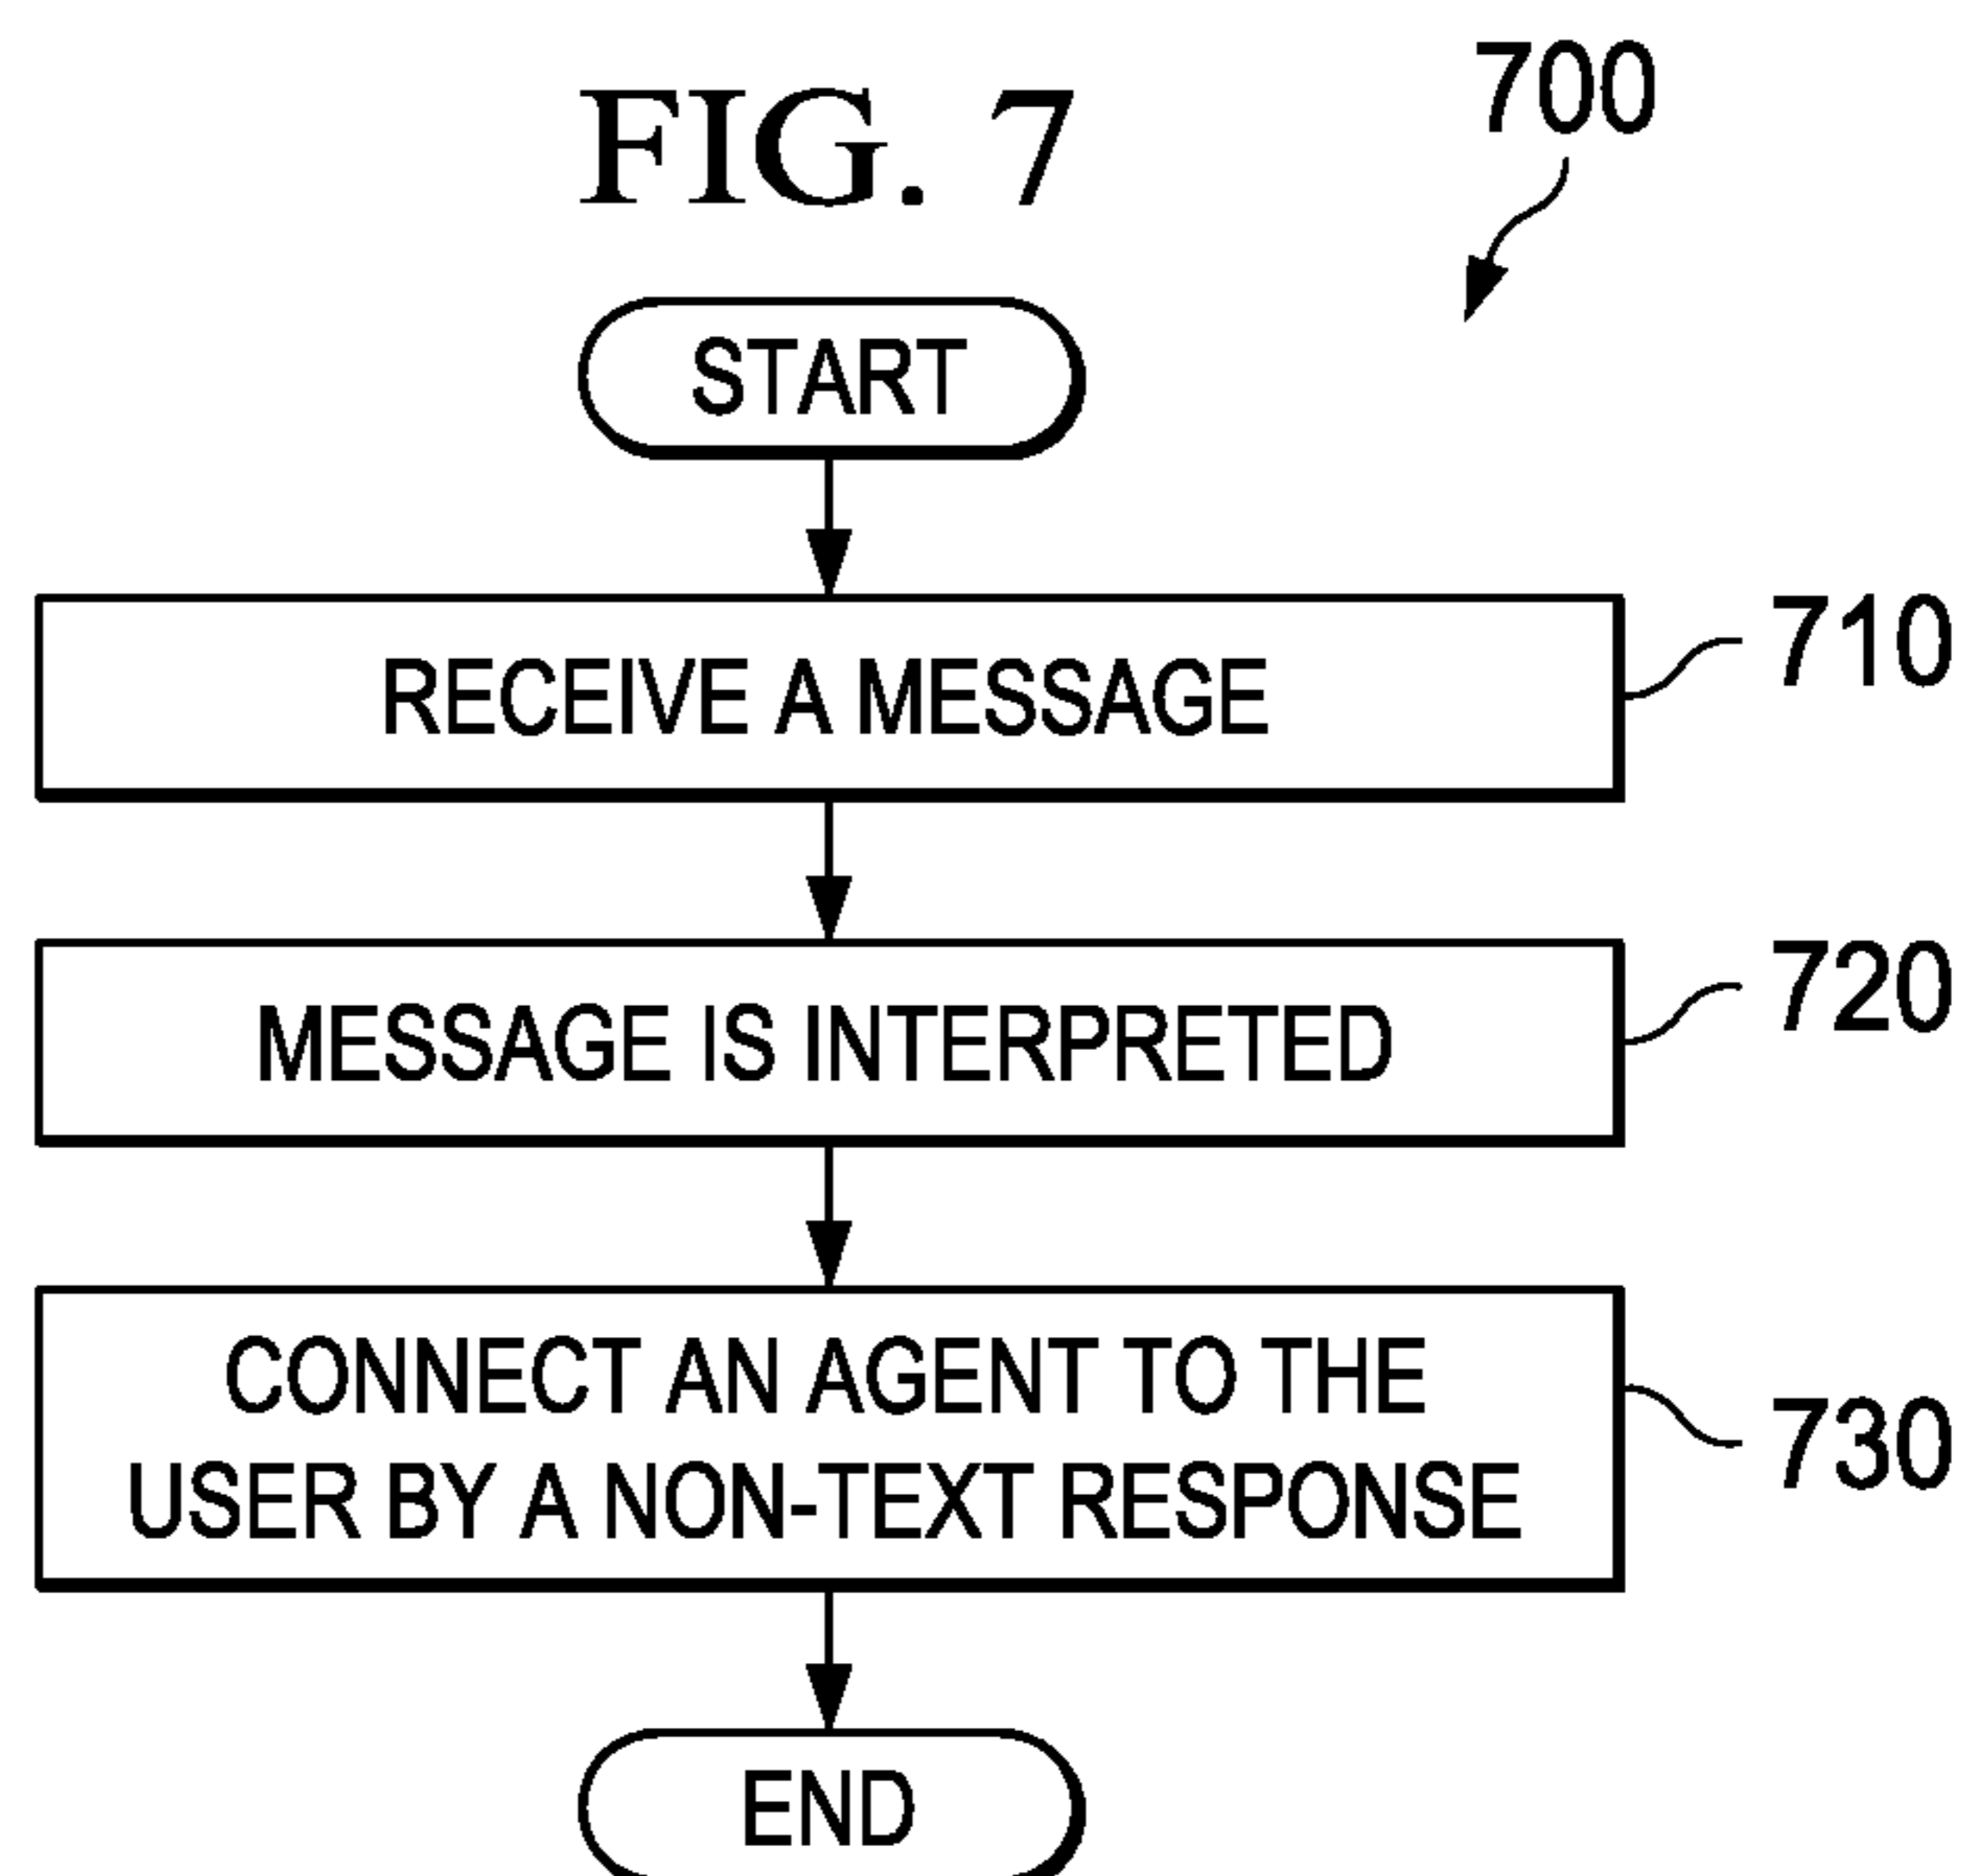 FIG. 7
700
START
RECEIVE A MESSAGE
710
MESSAGE IS INTERPRETED
720
CONNECT AN AGENT TO THE
USER BY A NON-TEXT RESPONSE
730
END